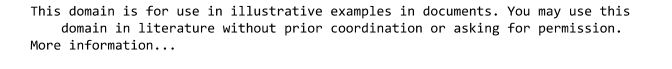 This domain is for use in illustrative examples in documents. You may use this
domain in literature without prior coordination or asking for permission.
More information...